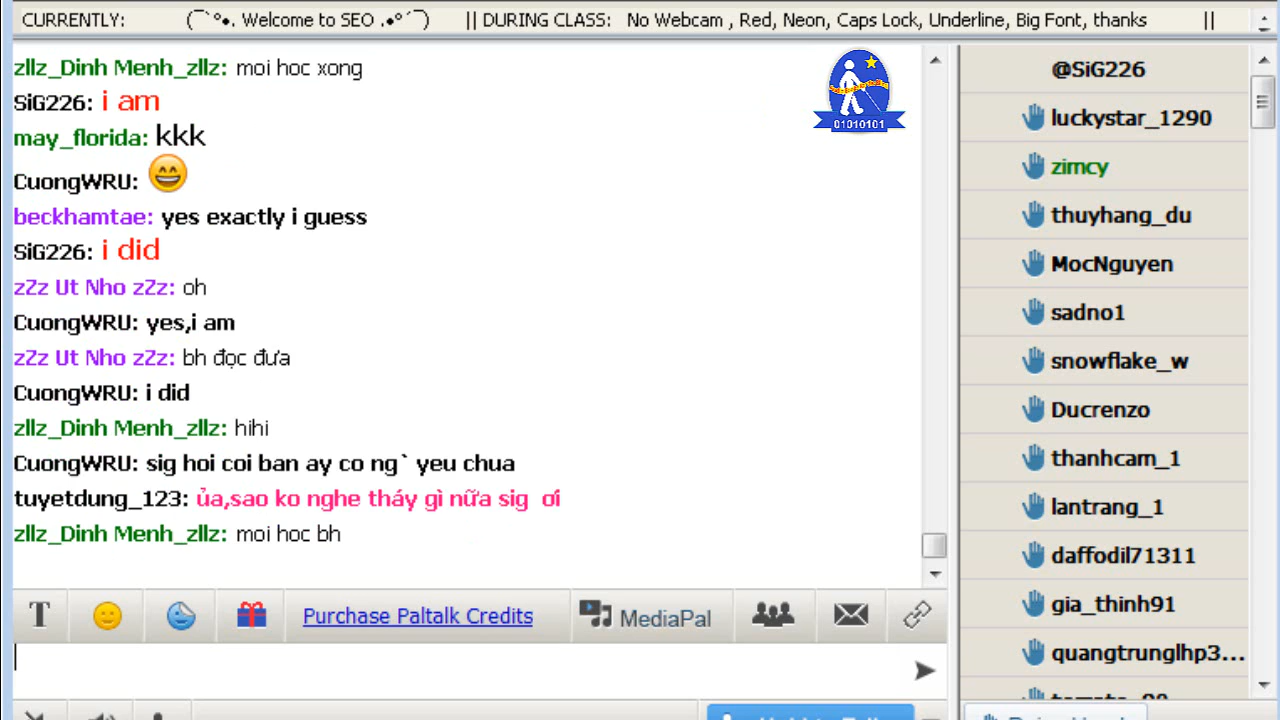 CURRENTLY: (¯`º•. Welcome to SEO .•º´¯) || DURING CLASS: No Webcam , Red, Neon, Caps Lock, Underline, Big Font, thanks ||
zllz_Dinh Menh_zllz: moi hoc xong
SiG226: i am
may_florida: kkk
CuongWRU:
beckhamtae: yes exactly i guess
SiG226: i did
zZz Ut Nho zZz: oh
CuongWRU: yes,i am
zZz Ut Nho zZz: bh đọc đưa
CuongWRU: i did
zllz_Dinh Menh_zllz: hihi
CuongWRU: sig hoi coi ban ay co ng` yeu chua
tuyetdung_123: ủa,sao ko nghe tháy gì nữa sig ơi
zllz_Dinh Menh_zllz: moi hoc bh
01010101
T
Purchase Paltalk Credits
MediaPal
@SiG226
luckystar_1290
zimcy
thuyhang_du
MocNguyen
sadno1
snowflake_w
Ducrenzo
thanhcam_1
lantrang_1
daffodil71311
gia_thinh91
quangtrunglhp3...